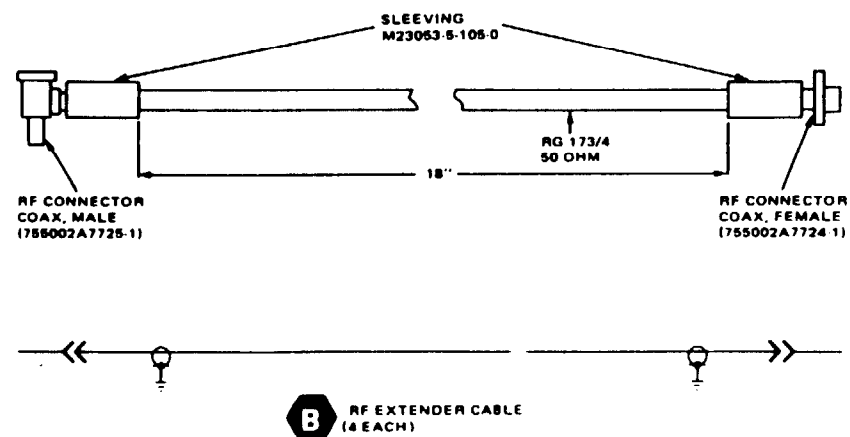 SLEEVING
M23053-5-105-0
RG 173/4
50 OHM
18"
RF CONNECTOR
COAX, MALE
(755002A7725-1)
RF CONNECTOR
COAX, FEMALE
(755002A7724-1)
B
RF EXTENDER CABLE
(4 EACH)